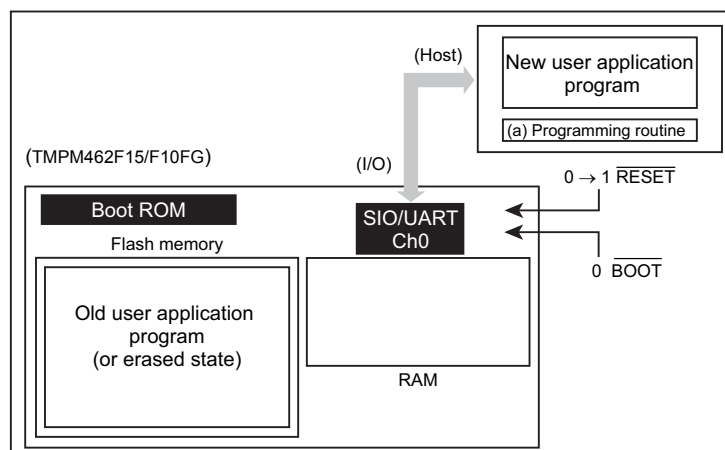 (Host)
New user application
program
(a) Programming routine
(TMPM462F15/F10FG)
(I/O)
0 → 1 RESET
Boot ROM
SIO/UART
Ch0
Flash memory
0 BOOT
Old user application
program
(or erased state)
RAM